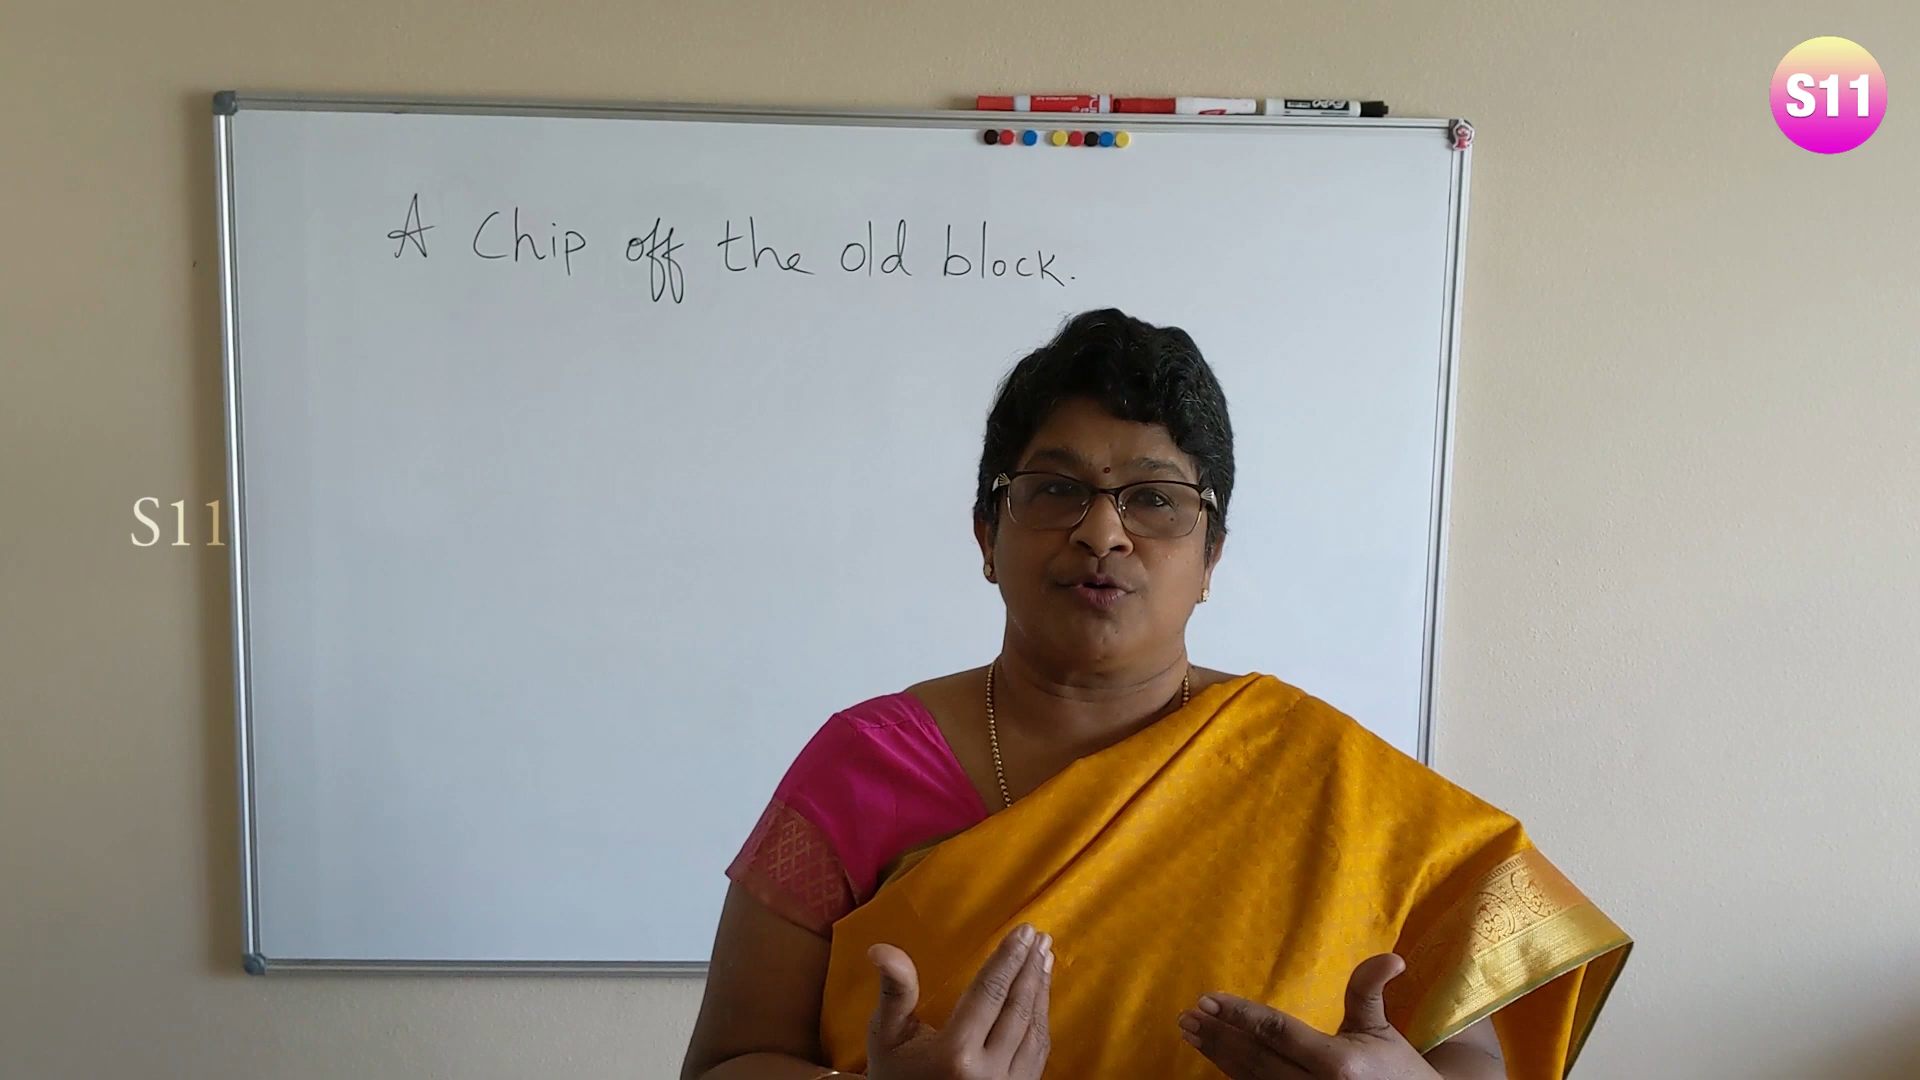 S11
A Chip off the old block.
S11